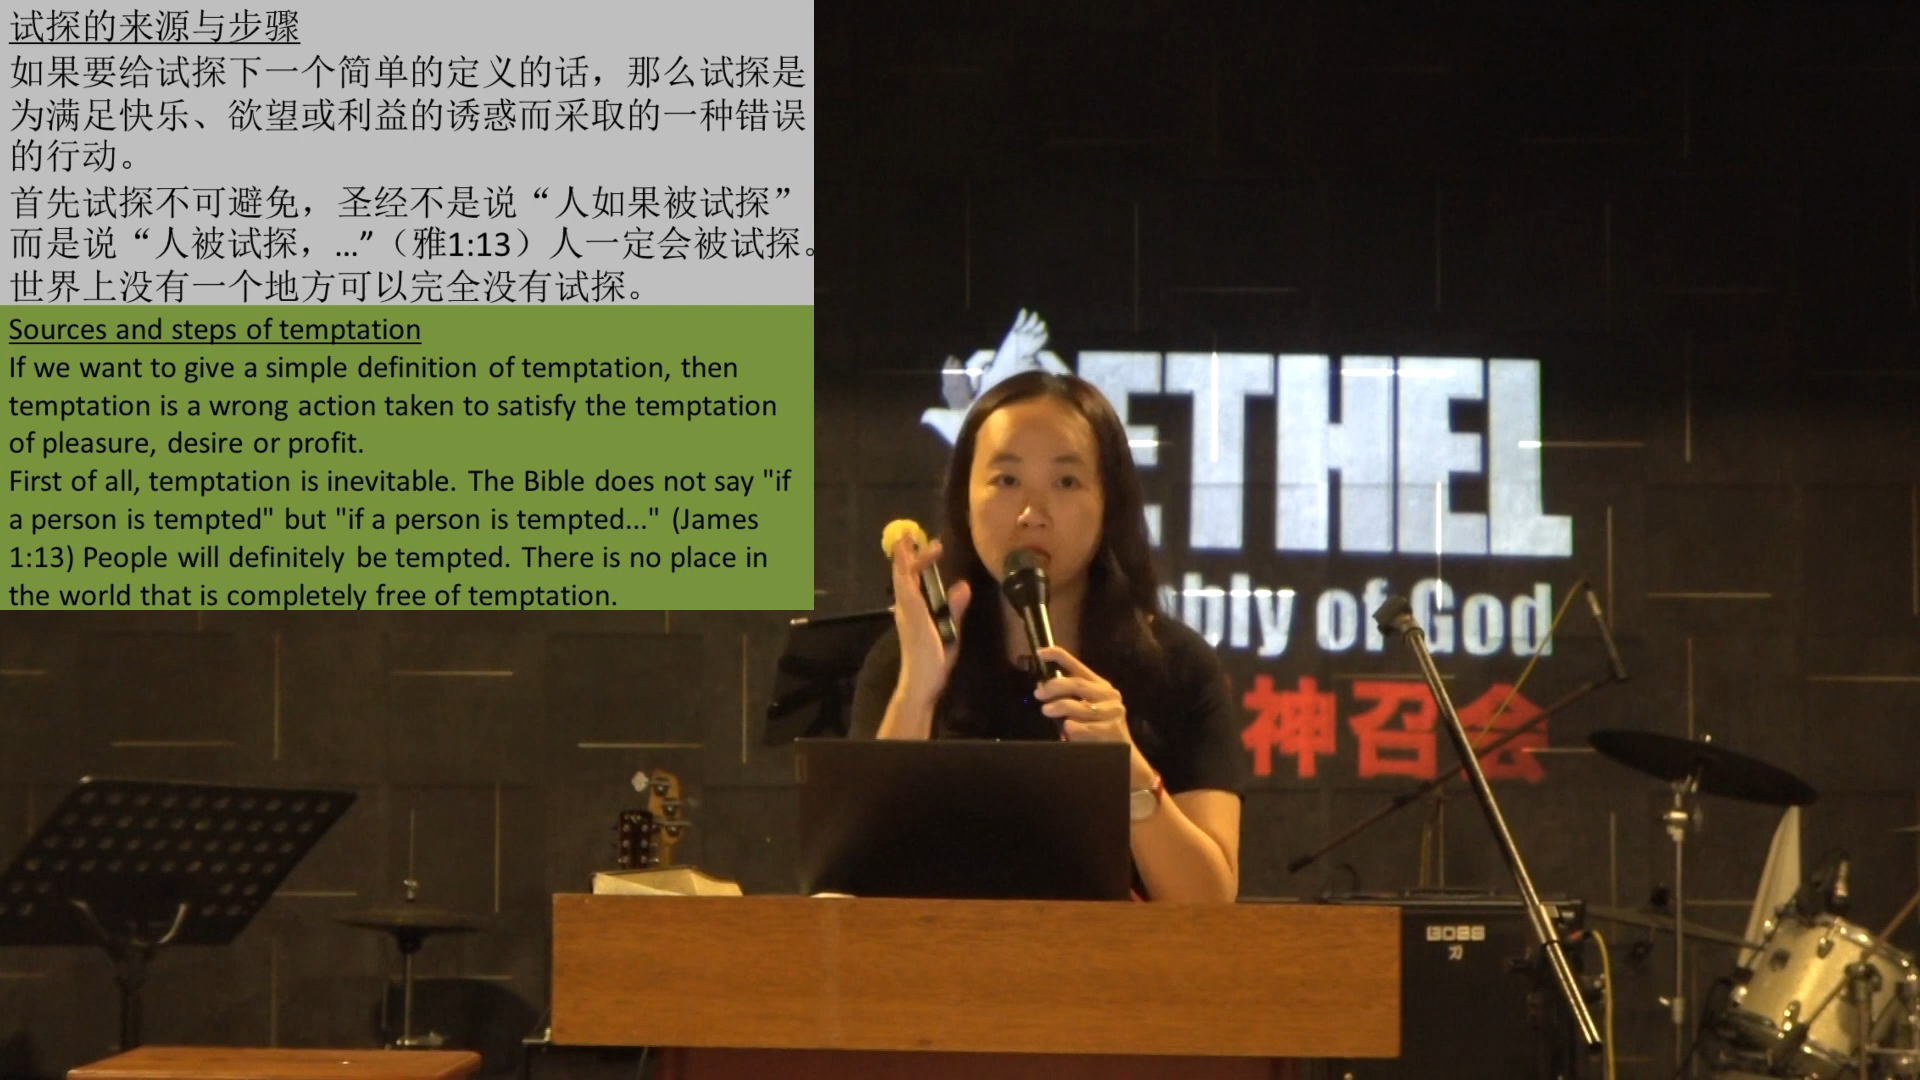 试探的来源与步骤
如果要给试探下一个简单的定义的话，那么试探是
为满足快乐、欲望或利益的诱惑而采取的一种错误
的行动。
首先试探不可避免，圣经不是说“人如果被试探”
而是说“人被试探，…”（雅1:13）人一定会被试探。
世界上没有一个地方可以完全没有试探。
Sources and steps of temptation
If we want to give a simple definition of temptation, then
temptation is a wrong action taken to satisfy the temptation
of pleasure, desire or profit.
First of all, temptation is inevitable. The Bible does not say "if
a person is tempted" but "if a person is tempted..." (James
1:13) People will definitely be tempted. There is no place in
the world that is completely free of temptation.
ETHEL
bly of God
神召会
BOSS